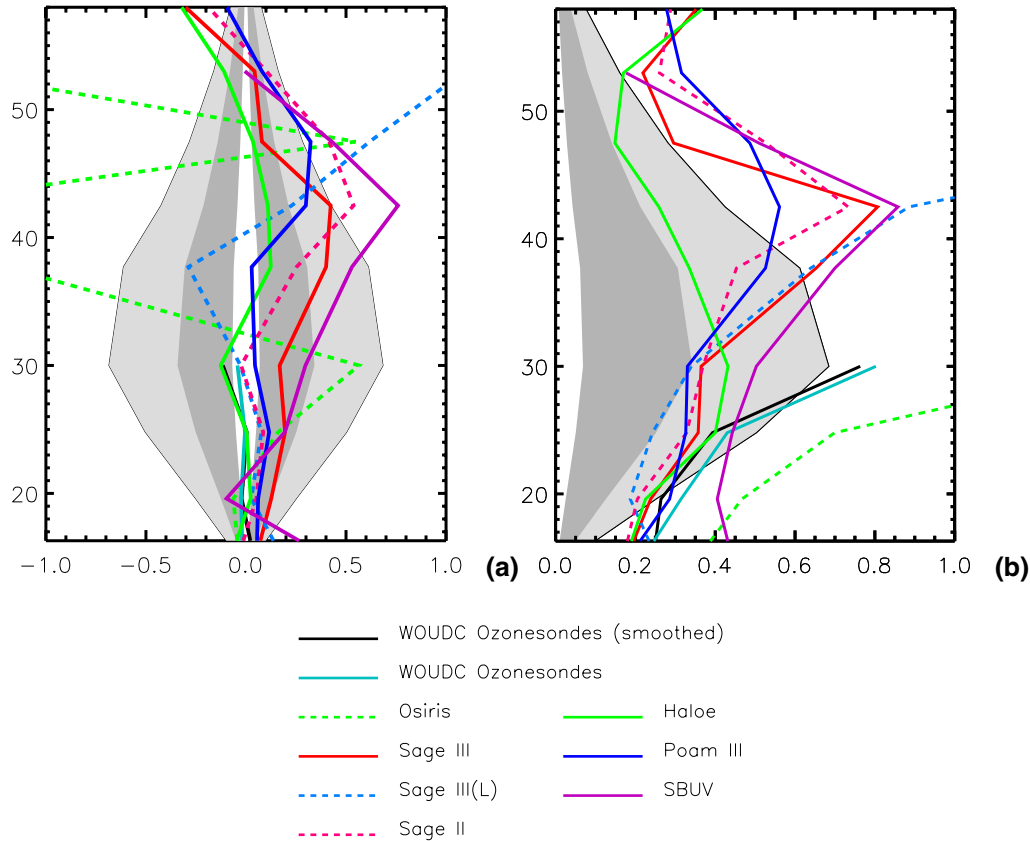 50
40
30
20
−1.0 −0.5 0.0 0.5 1.0 (a)
50
40
30
20
0.2 0.4 0.6 0.8 1.0 (b)
WOUDC Ozonesondes (smoothed)
WOUDC Ozonesondes
Osiris Haloe
Sage III Poam III
Sage III(L) SBUV
Sage II